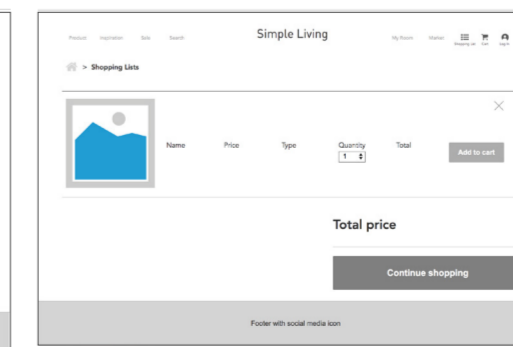 Product Inspiration Sale Search Simple Living My Room Market
Shopping List Cart Log In
> Shopping Lists
Name Price Type Quantity Total
1
Add to cart
Total price
Continue shopping
Footer with social media icon